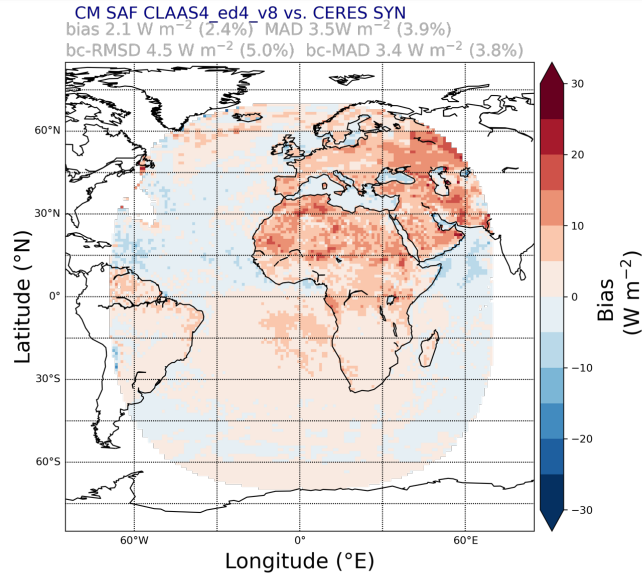 CM SAF CLAAS4_ed4_v8 vs. CERES SYN
bias 2.1 W m⁻² (2.4%) MAD 3.5W m⁻² (3.9%)
bc-RMSD 4.5 W m⁻² (5.0%) bc-MAD 3.4 W m⁻² (3.8%)
60°N
30°N
0°
30°S
60°S
Latitude (°N)
60°W
0°
60°E
Longitude (°E)
30
20
10
0
−10
−20
−30
Bias
(W m⁻²)